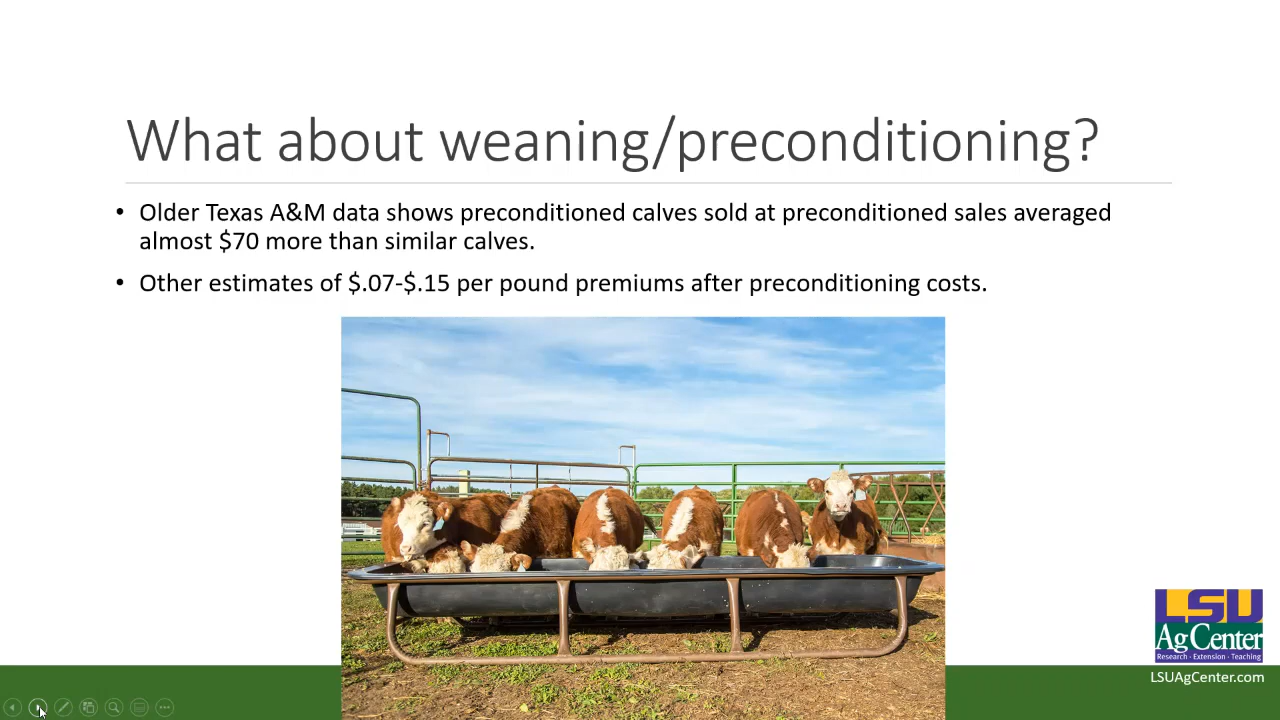 What about weaning/preconditioning?
• Older Texas A&M data shows preconditioned calves sold at preconditioned sales averaged
almost $70 more than similar calves.
• Other estimates of $.07-$.15 per pound premiums after preconditioning costs.
LSU
AgCenter
Research · Extension · Teaching
LSUAgCenter.com